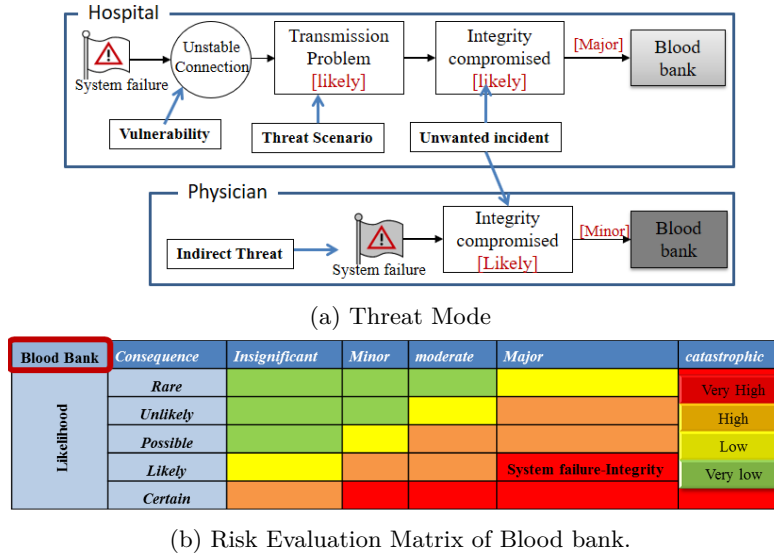 Hospital
System failure
Unstable
Connection
Transmission
Problem
[likely]
Integrity
compromised
[likely]
[Major]
Blood
bank
Vulnerability
Threat Scenario
Unwanted incident
Physician
Indirect Threat
System failure
Integrity
compromised
[Likely]
[Minor]
Blood
bank
(a) Threat Mode
Blood Bank Consequence Insignificant Minor moderate Major catastrophic
Likelihood
Rare Very High
Unlikely High
Possible Low
Likely System failure-Integrity Very low
Certain
(b) Risk Evaluation Matrix of Blood bank.